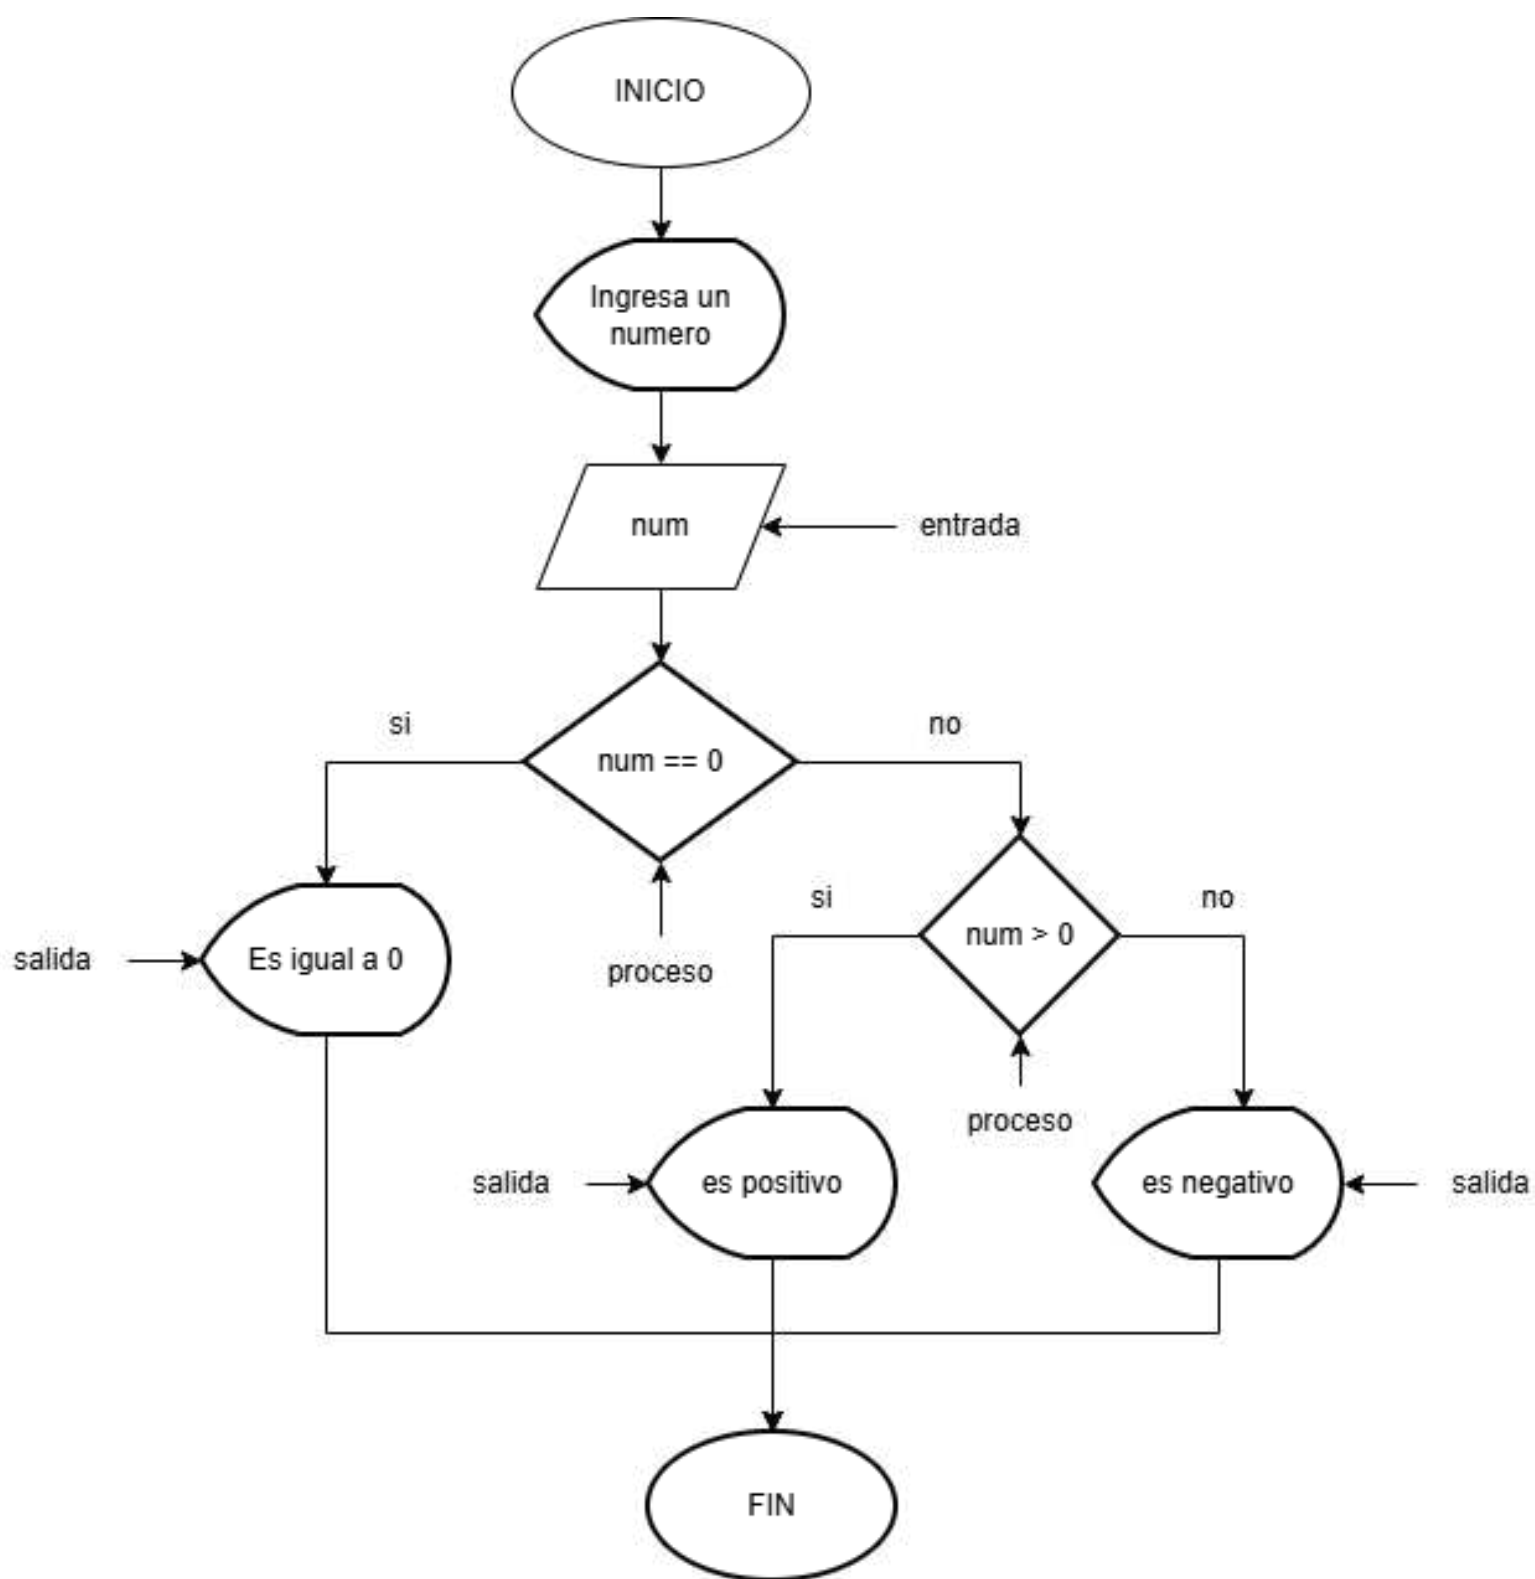 INICIO
Ingresa un
numero
num
entrada
si
no
num == 0
si
no
num > 0
salida
Es igual a 0
proceso
proceso
salida
es positivo
es negativo
salida
FIN